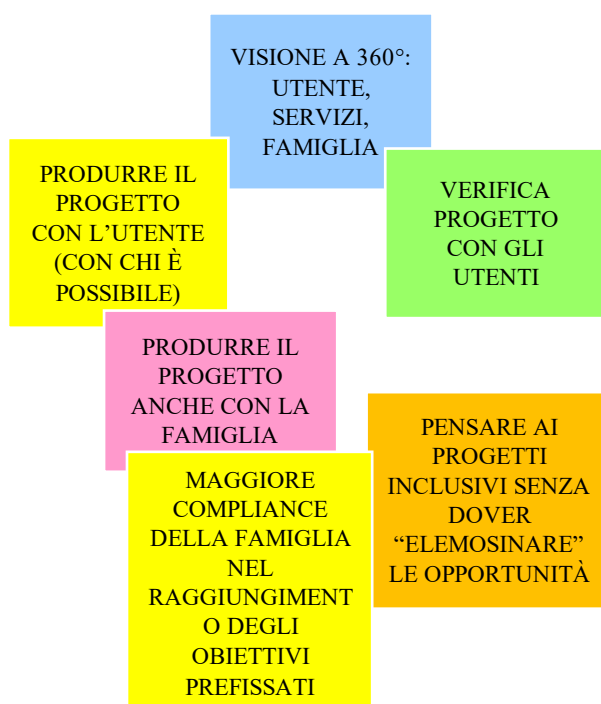 VISIONE A 360°:
UTENTE,
SERVIZI,
FAMIGLIA
PRODURRE IL
PROGETTO
CON L’UTENTE
(CON CHI È
POSSIBILE)
VERIFICA
PROGETTO
CON GLI
UTENTI
PRODURRE IL
PROGETTO
ANCHE CON LA
FAMIGLIA
PENSARE AI
PROGETTI
INCLUSIVI SENZA
DOVER
“ELEMOSINARE”
LE OPPORTUNITÀ
MAGGIORE
COMPLIANCE
DELLA FAMIGLIA
NEL
RAGGIUNGIMENT
O DEGLI
OBIETTIVI
PREFISSATI